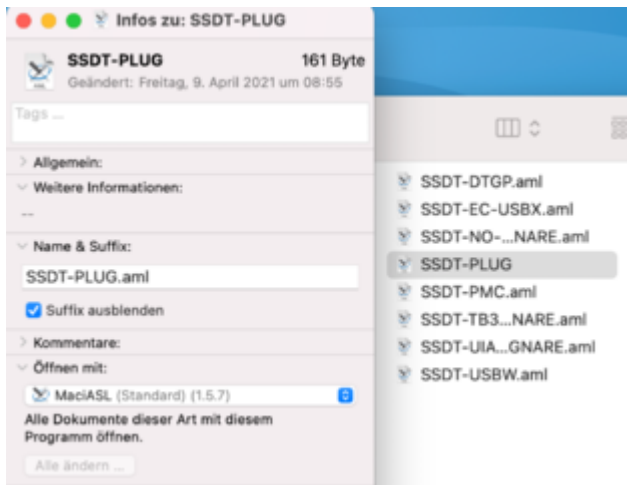 Infos zu: SSDT-PLUG
SSDT-PLUG 161 Byte
Geändert: Freitag, 9. April 2021 um 08:55
Tags ...
Allgemein:
Weitere Informationen:
--
Name & Suffix:
SSDT-PLUG.aml
Suffix ausblenden
Kommentare:
Öffnen mit:
MaciASL (Standard) (1.5.7)
Alle Dokumente dieser Art mit diesem
Programm öffnen.
Alle ändern ...
SSDT-DTGP.aml
SSDT-EC-USBX.aml
SSDT-NO-...NARE.aml
SSDT-PLUG
SSDT-PMC.aml
SSDT-TB3...NARE.aml
SSDT-UIA...GNARE.aml
SSDT-USBW.aml